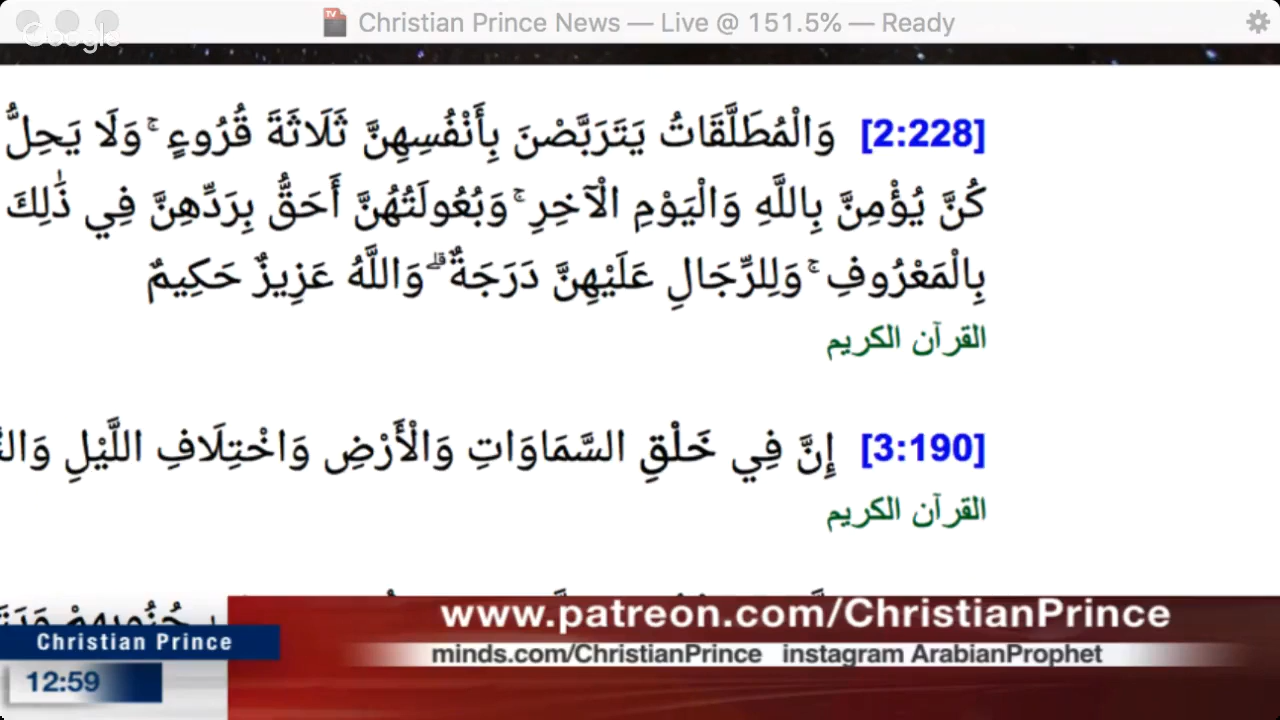 Christian Prince News — Live @ 151.5% — Ready
Google
[2:228] وَالْمُطَلَّقَاتُ يَتَرَبَّصْنَ بِأَنْفُسِهِنَّ ثَلَاثَةَ قُرُوءٍ ۚ وَلَا يَحِلُّ
كُنَّ يُؤْمِنَّ بِاللَّهِ وَالْيَوْمِ الْآخِرِ ۚ وَبُعُولَتُهُنَّ أَحَقُّ بِرَدِّهِنَّ فِي ذَٰلِكَ
بِالْمَعْرُوفِ ۚ وَلِلرِّجَالِ عَلَيْهِنَّ دَرَجَةٌ ۗ وَاللَّهُ عَزِيزٌ حَكِيمٌ
القرآن الكريم
[3:190] إِنَّ فِي خَلْقِ السَّمَاوَاتِ وَالْأَرْضِ وَاخْتِلَافِ اللَّيْلِ
القرآن الكريم
www.patreon.com/ChristianPrince
Christian Prince
minds.com/ChristianPrince instagram ArabianProphet
12:59